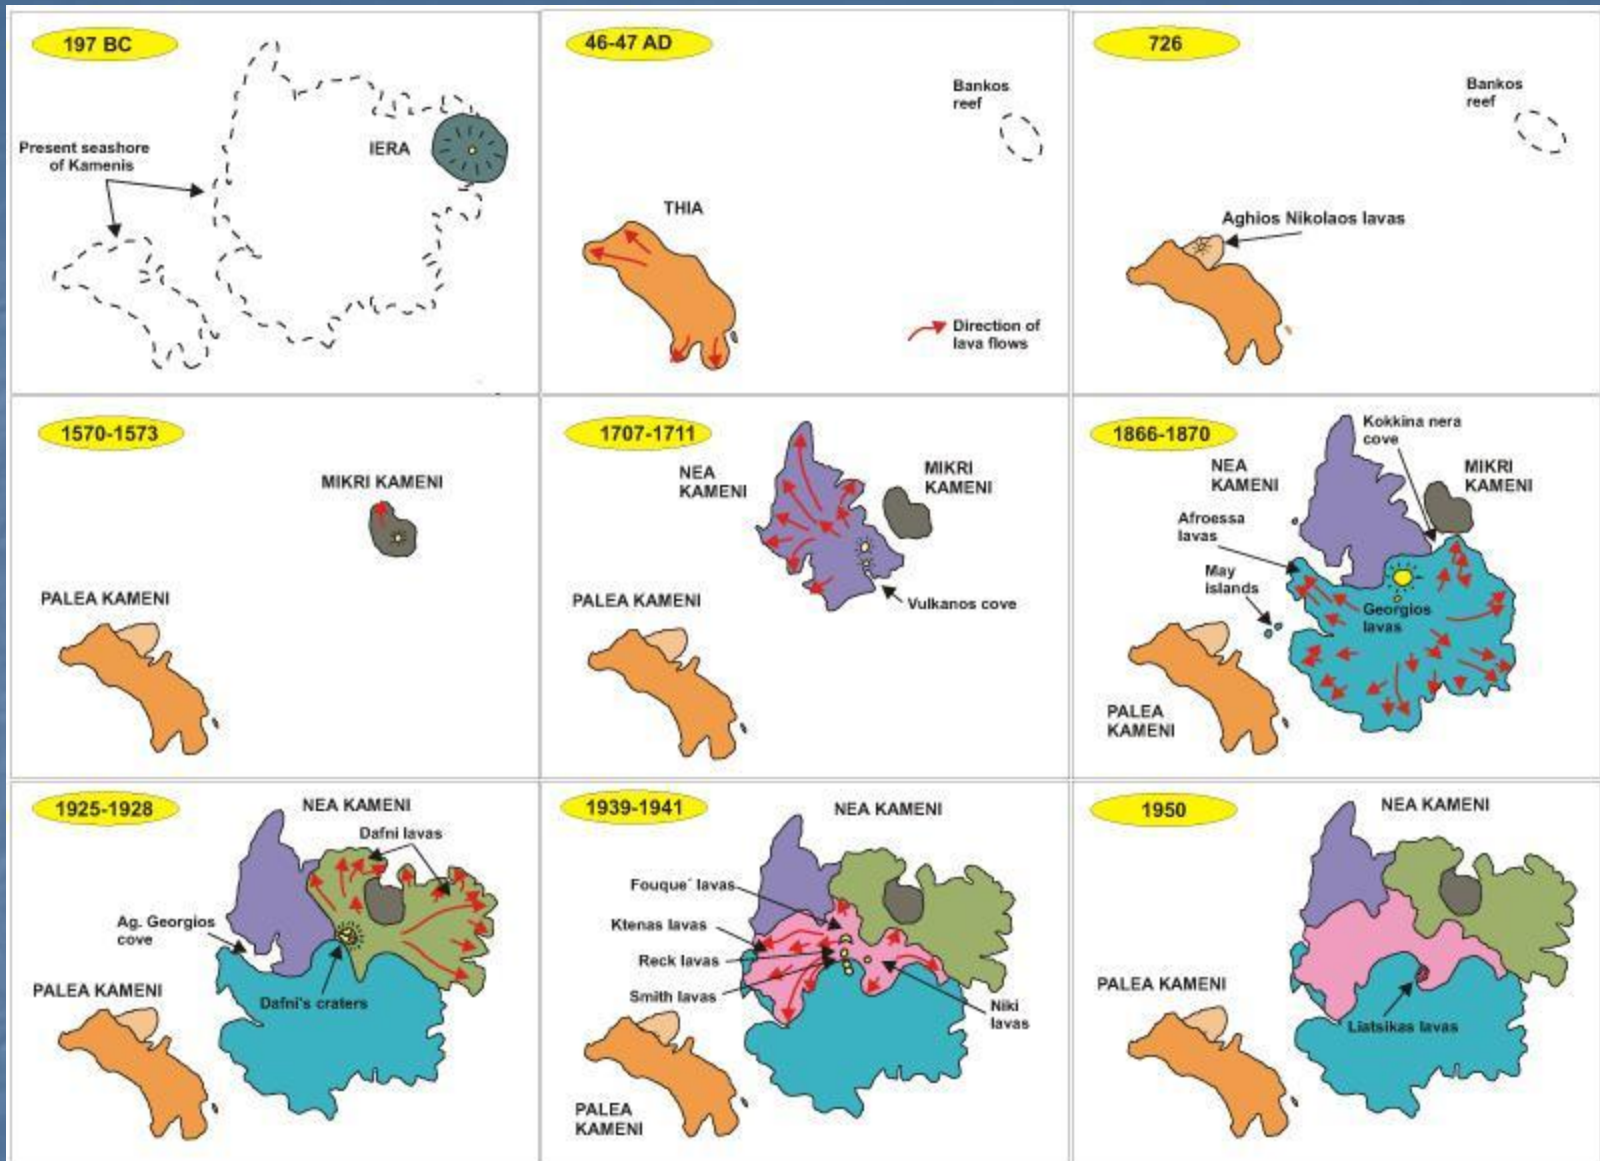 197 BC
Present seashore
of Kamenis
IERA
46-47 AD
Bankos
reef
THIA
Direction of
lava flows
726
Bankos
reef
Aghios Nikolaos lavas
1570-1573
MIKRI KAMENI
PALEA KAMENI
1707-1711
NEA
KAMENI
MIKRI
KAMENI
PALEA KAMENI
Vulkanos cove
1866-1870
Kokkina nera
cove
NEA
KAMENI
MIKRI
KAMENI
Afroessa
lavas
May
islands
Georgios
lavas
PALEA
KAMENI
1925-1928
NEA KAMENI
Dafni lavas
Ag. Georgios
cove
PALEA KAMENI
Dafni's craters
1939-1941
NEA KAMENI
Fouque´ lavas
Ktenas lavas
Reck lavas
Smith lavas
Niki
lavas
PALEA
KAMENI
1950
NEA KAMENI
PALEA KAMENI
Liatsikas lavas